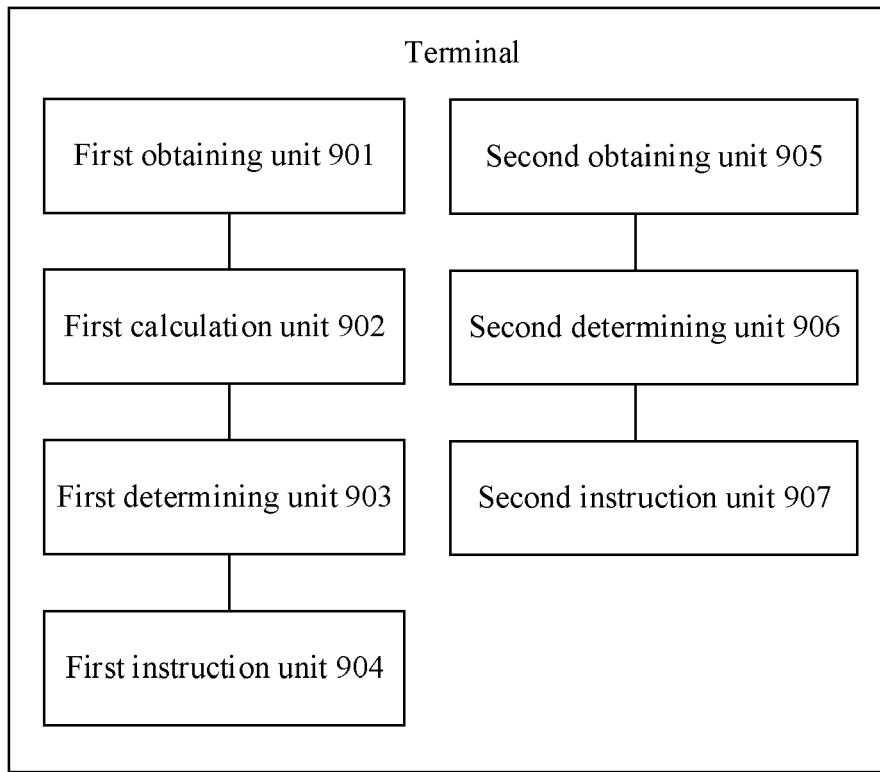 Terminal
First obtaining unit 901
First calculation unit 902
First determining unit 903
First instruction unit 904
Second obtaining unit 905
Second determining unit 906
Second instruction unit 907